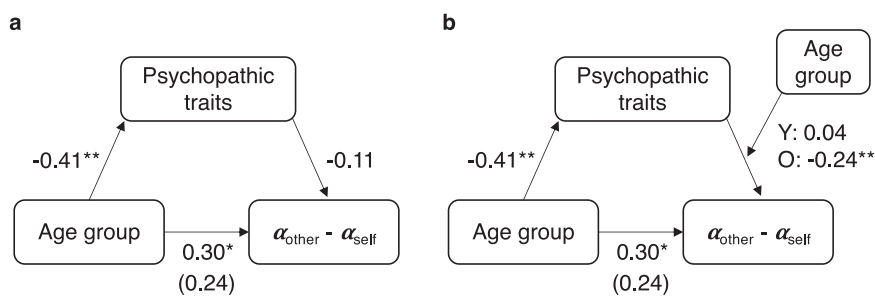 a
Psychopathic
traits
-0.41**
-0.11
Age group
0.30*
(0.24)
αother - αself
b
Age
group
Psychopathic
traits
Y: 0.04
O: -0.24**
-0.41**
Age group
0.30*
(0.24)
αother - αself